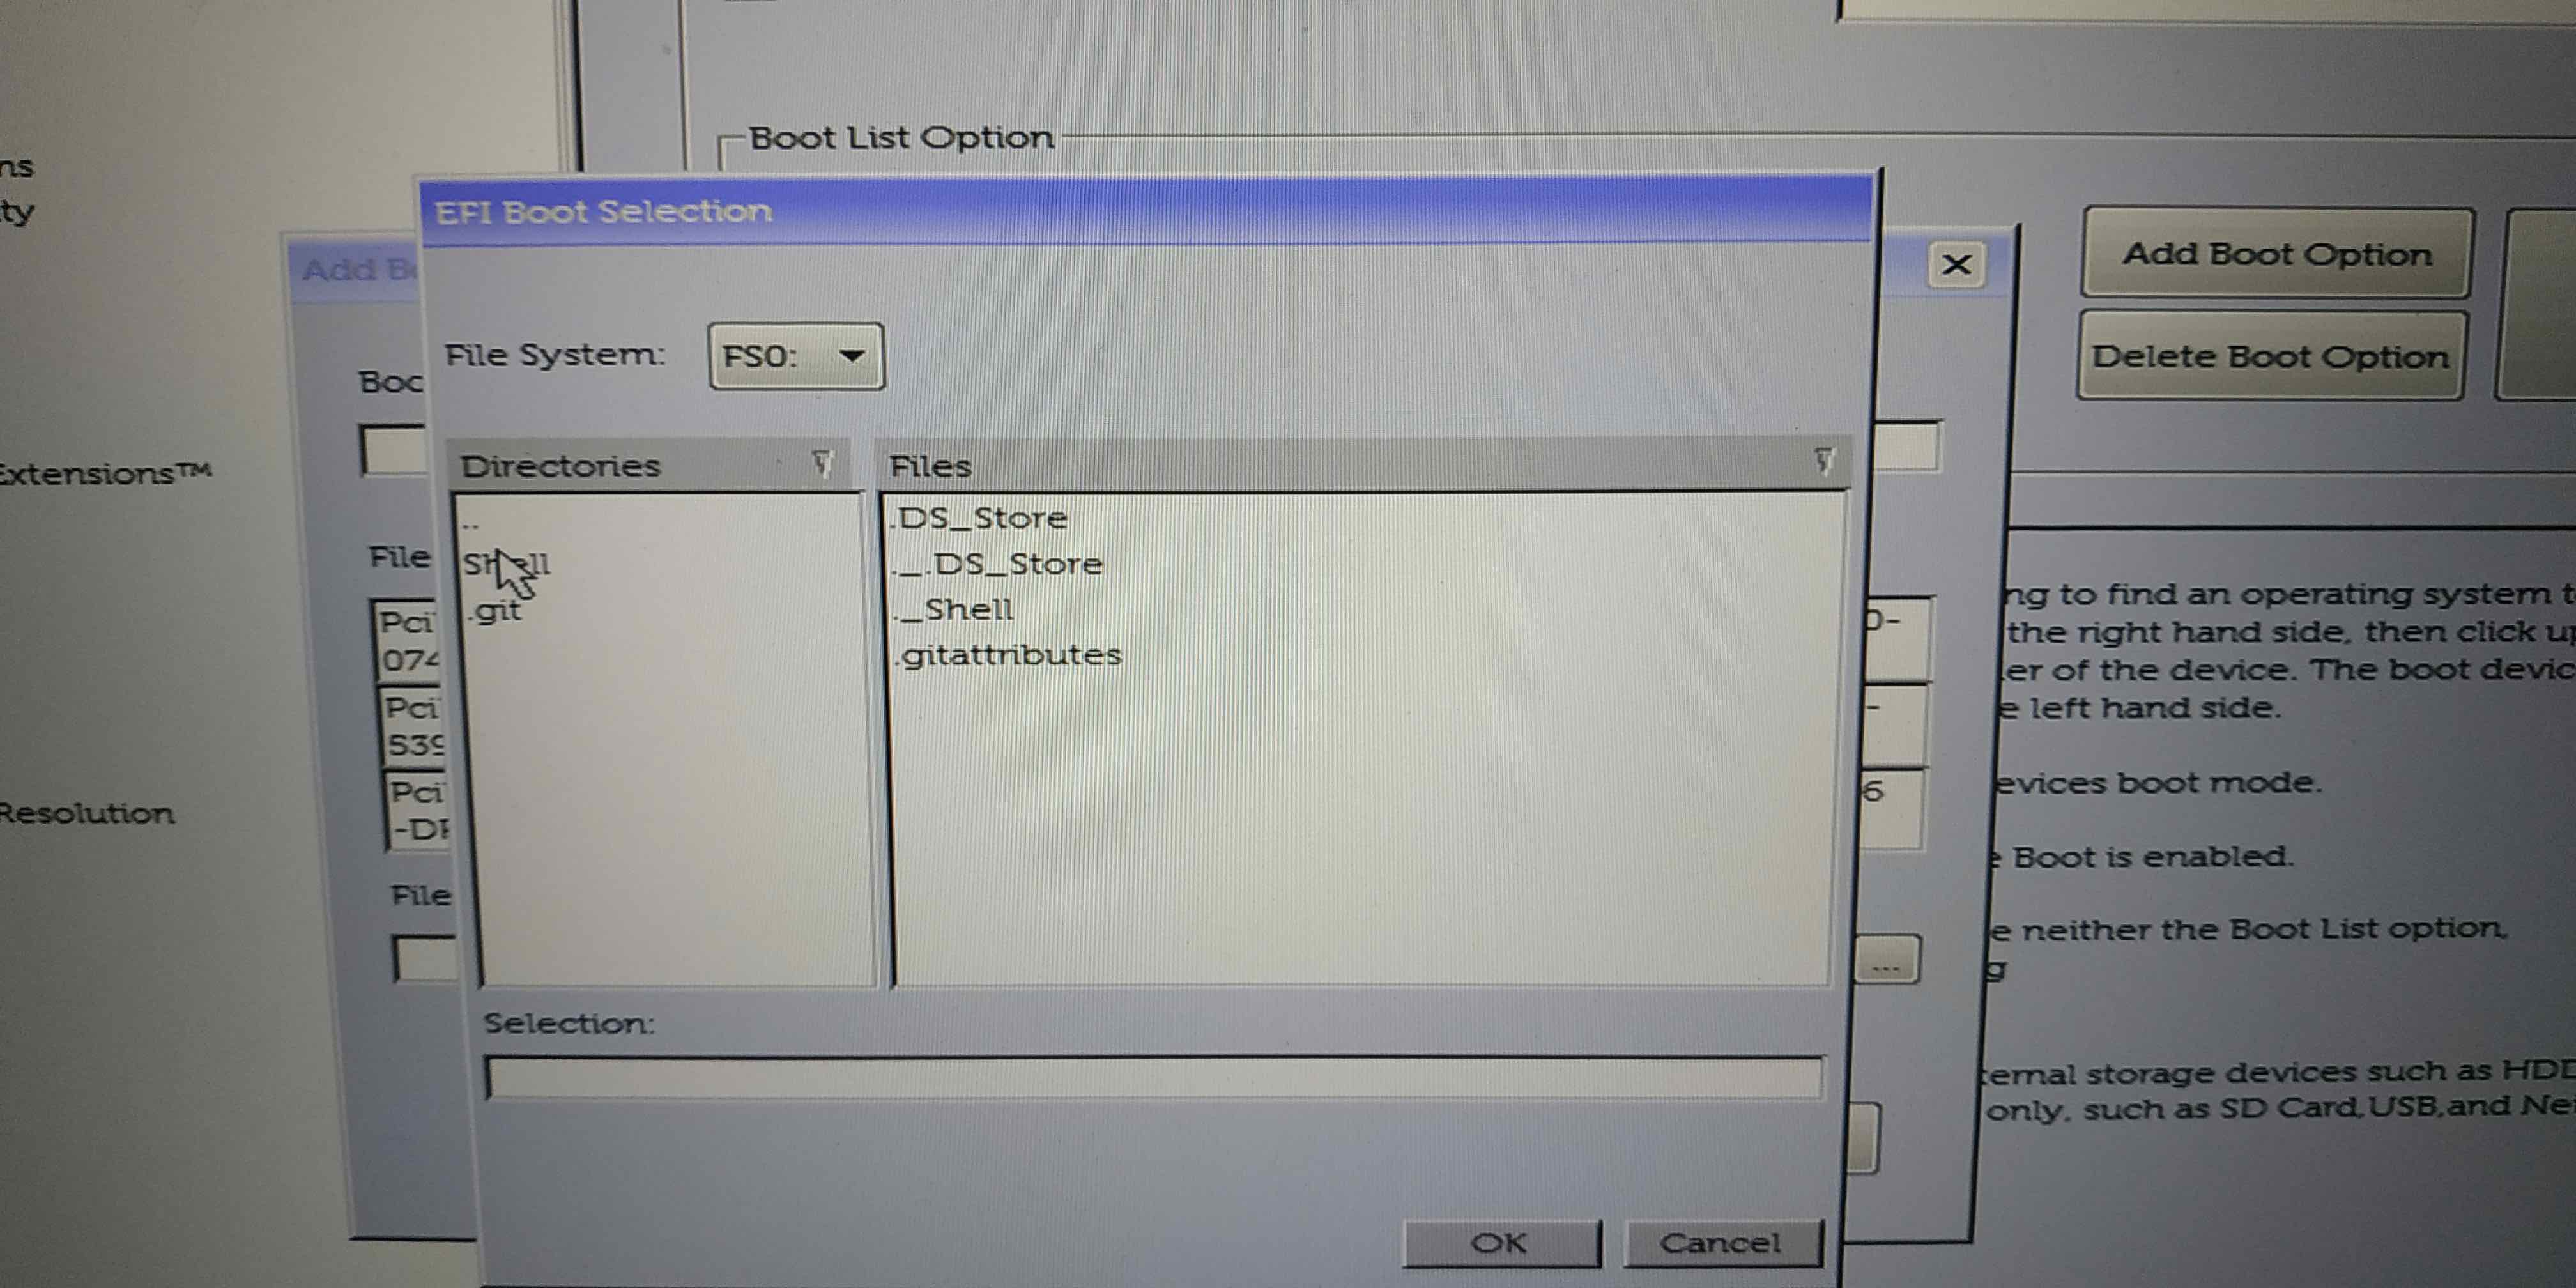 ns
ty
Extensions™
Resolution
Boot List Option
Add Boot Option
Delete Boot Option
EFI Boot Selection
File System:
FS0:
Directories
Files
..
Shell
.git
.DS_Store
._.DS_Store
._Shell
.gitattributes
Selection:
OK
Cancel
Add B
X
Boo
File
Pci
074
Pci
539
Pci
File
-
6
...
ng to find an operating system t
the right hand side, then click up
er of the device. The boot devic
e left hand side.
evices boot mode.
e Boot is enabled.
e neither the Boot List option,
g
ternal storage devices such as HDD
only, such as SD Card,USB,and Ne